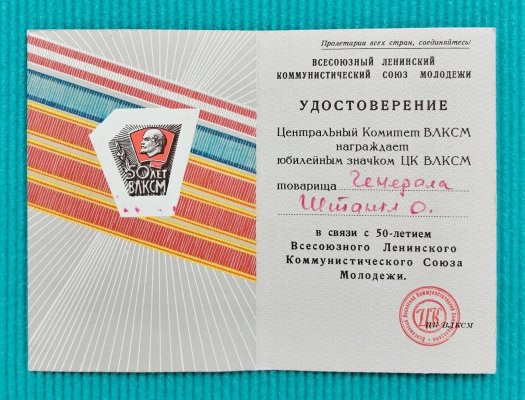 50 ЛЕТ
ВЛКСМ
Пролетарии всех стран, соединяйтесь!
ВСЕСОЮЗНЫЙ ЛЕНИНСКИЙ
КОММУНИСТИЧЕСКИЙ СОЮЗ МОЛОДЕЖИ
УДОСТОВЕРЕНИЕ
Центральный Комитет ВЛКСМ
награждает
юбилейным значком ЦК ВЛКСМ
товарища Генерала
О.
в связи с 50-летием
Всесоюзного Ленинского
Коммунистического Союза
Молодежи.
ЦК
ЦК ВЛКСМ